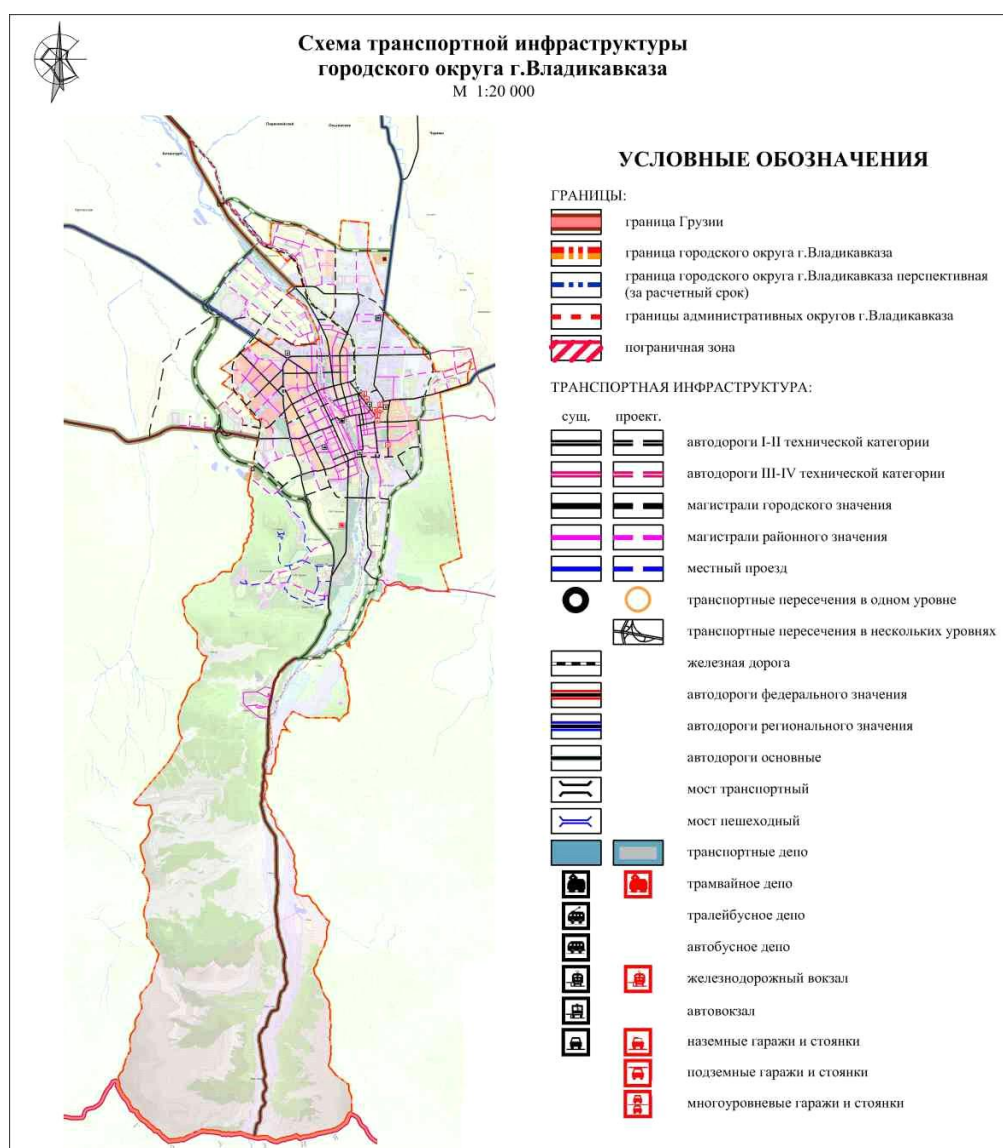 Схема транспортной инфраструктуры
городского округа г.Владикавказа
М 1:20 000
УСЛОВНЫЕ ОБОЗНАЧЕНИЯ
ГРАНИЦЫ:
граница Грузии
граница городского округа г.Владикавказа
граница городского округа г.Владикавказа перспективная
(за расчетный срок)
границы административных округов г.Владикавказа
пограничная зона
ТРАНСПОРТНАЯ ИНФРАСТРУКТУРА:
сущ. проект.
автодороги I-II технической категории
автодороги III-IV технической категории
магистрали городского значения
магистрали районного значения
местный проезд
транспортные пересечения в одном уровне
транспортные пересечения в нескольких уровнях
железная дорога
автодороги федерального значения
автодороги регионального значения
автодороги основные
мост транспортный
мост пешеходный
транспортные депо
трамвайное депо
тралейбусное депо
автобусное депо
железнодорожный вокзал
автовокзал
наземные гаражи и стоянки
подземные гаражи и стоянки
многоуровневые гаражи и стоянки